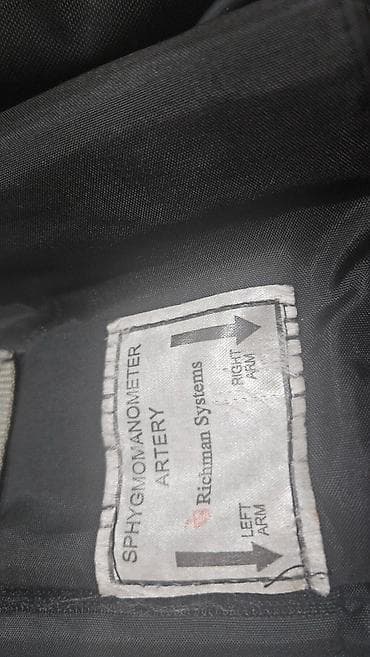 SPHYGMOMANOMETER
ARTERY
Richman Systems
LEFT
ARM
RIGHT
ARM